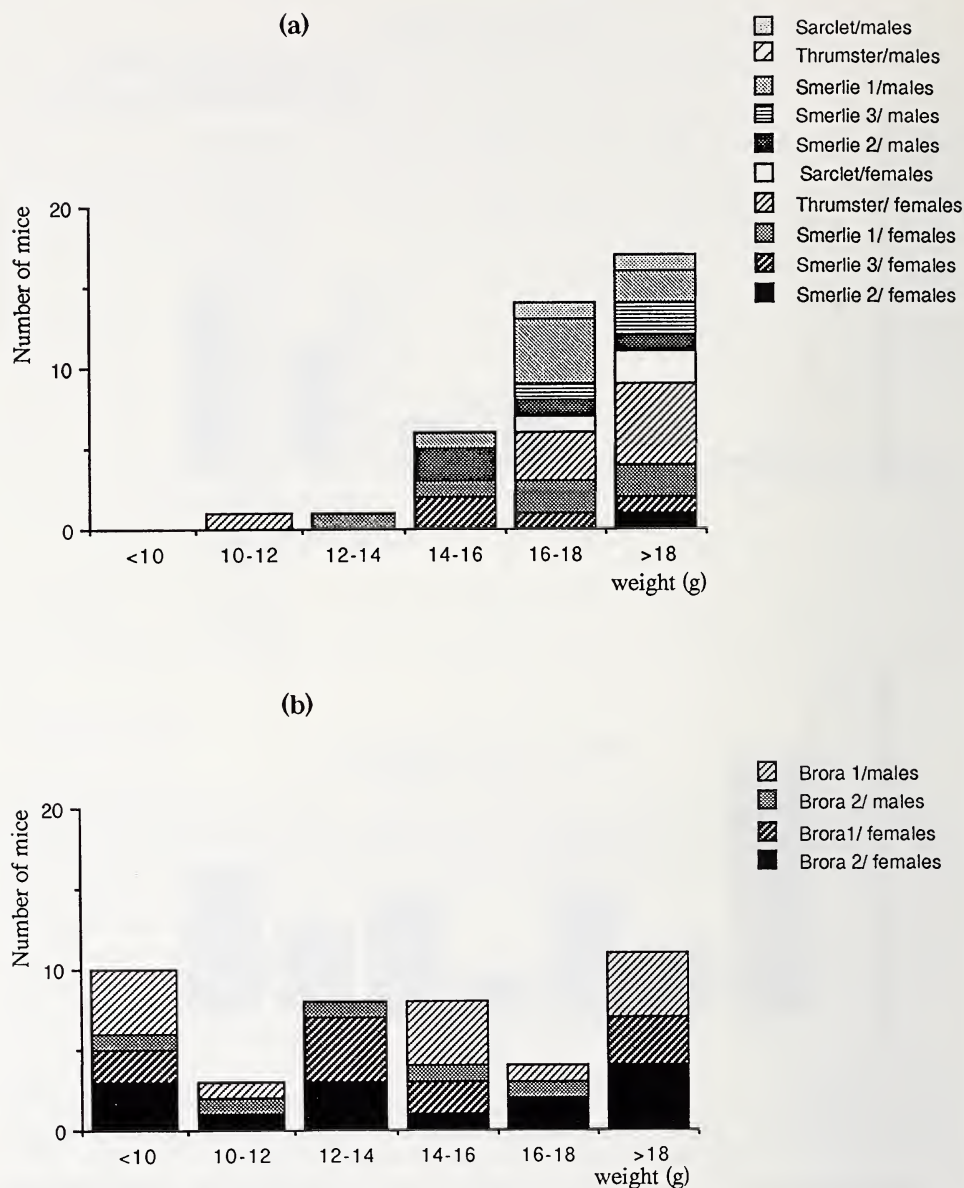 (a)
Sarclet/males
Thrumster/males
Smerlie 1/males
Smerlie 3/ males
Smerlie 2/ males
Sarclet/females
Thrumster/ females
Smerlie 1/ females
Smerlie 3/ females
Smerlie 2/ females
Number of mice
20
10
0
<10 10-12 12-14 14-16 16-18 >18
weight (g)
(b)
Brora 1/males
Brora 2/ males
Brora1/ females
Brora 2/ females
Number of mice
20
10
0
<10 10-12 12-14 14-16 16-18 >18
weight (g)